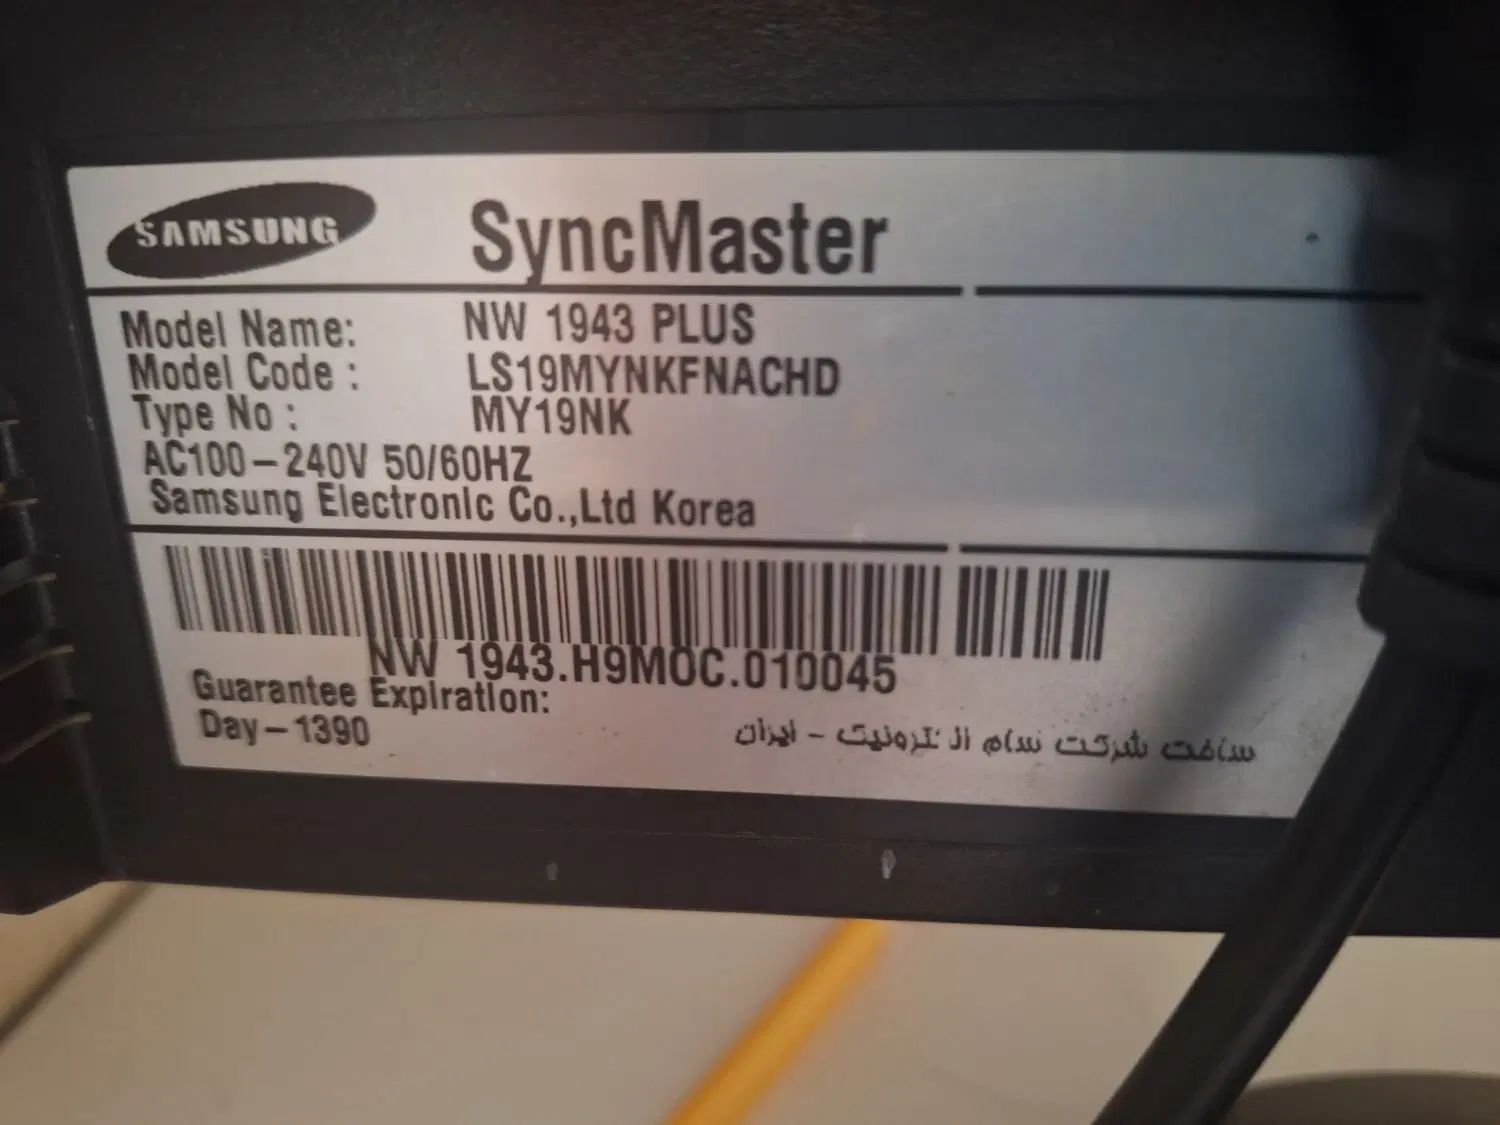 SAMSUNG SyncMaster
Model Name: NW 1943 PLUS
Model Code : LS19MYNKFNACHD
Type No : MY19NK
AC100-240V 50/60HZ
Samsung Electronic Co.,Ltd Korea
NW 1943.H9MOC.010045
Guarantee Expiration:
Day-1390
ساخت شرکت سام الکترونیک - ایران